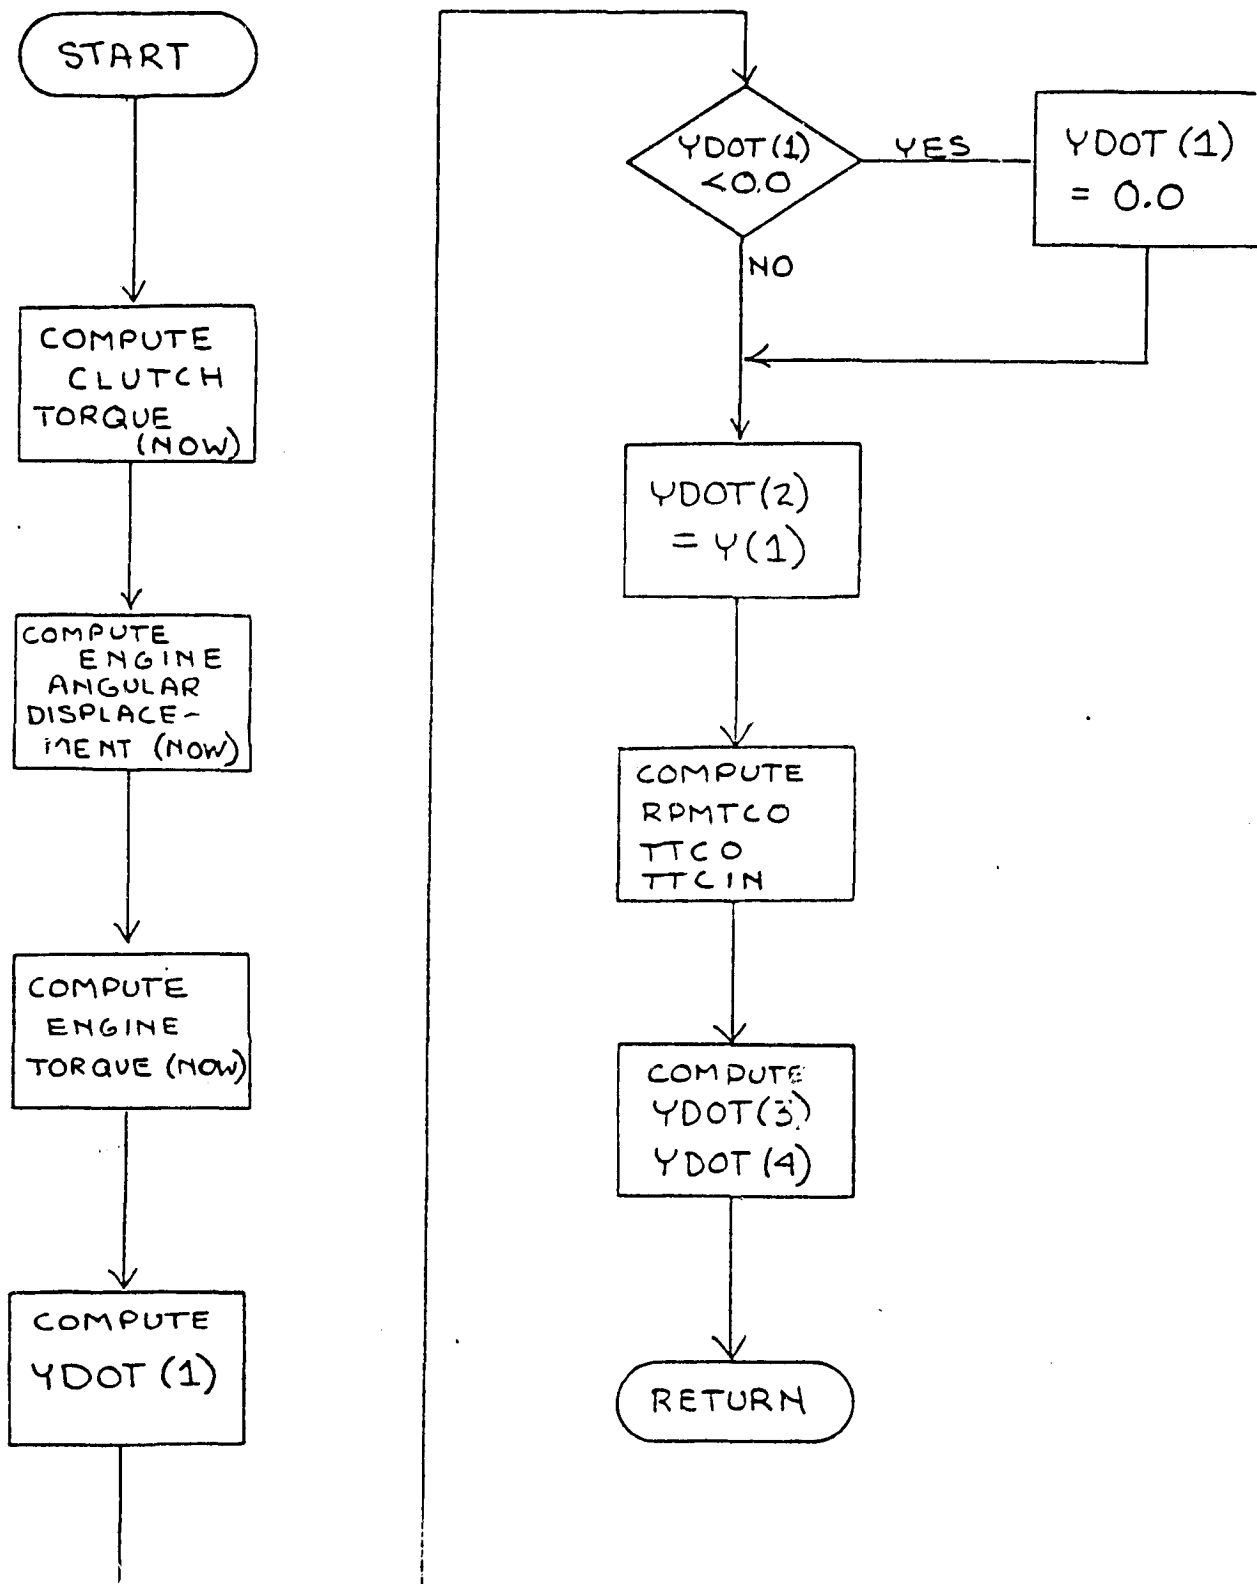 START
COMPUTE
CLUTCH
TORQUE
(NOW)
COMPUTE
ENGINE
ANGULAR
DISPLACE-
MENT (NOW)
COMPUTE
ENGINE
TORQUE (NOW)
COMPUTE
YDOT (1)
YDOT (1)
<0.0
YES
YDOT (1)
= 0.0
NO
YDOT (2)
= Y(1)
COMPUTE
RPMTCO
TTCO
TTCIN
COMPUTE
YDOT (3)
YDOT (4)
RETURN